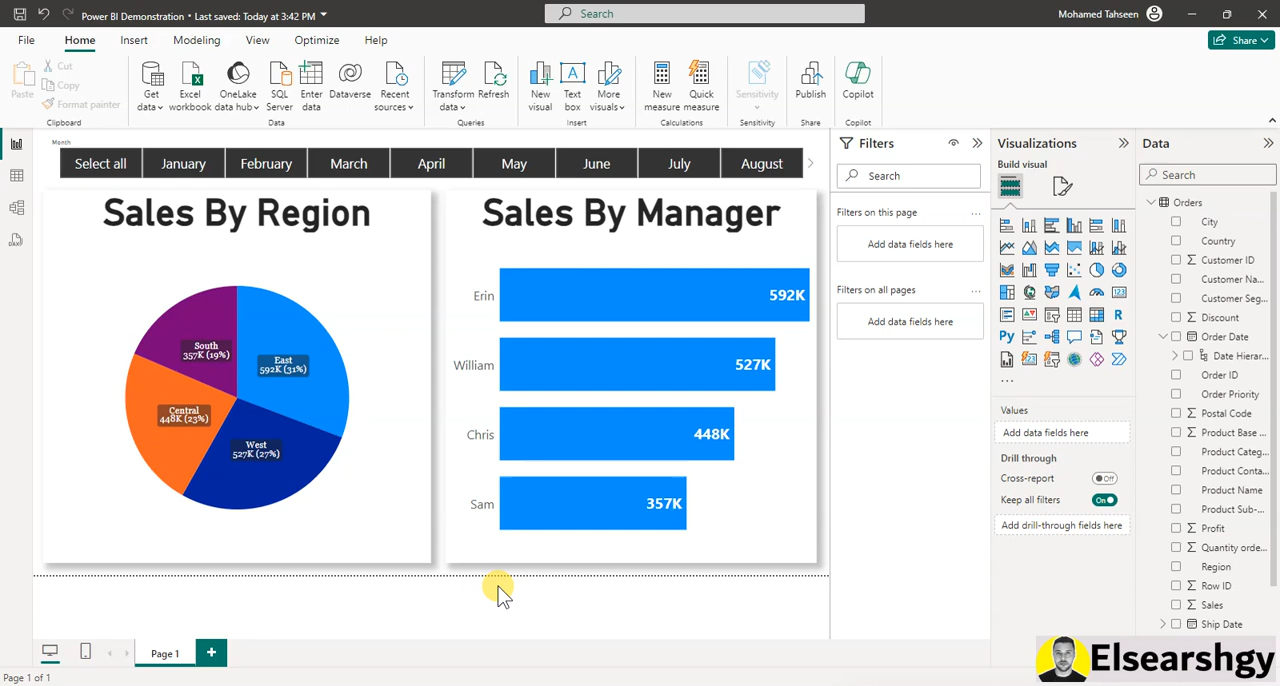 Power BI Demonstration • Last saved: Today at 3:42 PM
Search
Mohamed Tahseen
File
Home
Insert
Modeling
View
Optimize
Help
Share
Paste
Cut
Copy
Format painter
Clipboard
Get data
Excel workbook
OneLake data hub
SQL Server
Enter data
Dataverse
Recent sources
Data
Transform data
Refresh
Queries
New visual
Text box
More visuals
Insert
New measure
Quick measure
Calculations
Sensitivity
Sensitivity
Publish
Share
Copilot
Copilot
Month
Select all
January
February
March
April
May
June
July
August
Sales By Region
South
357K (19%)
East
592K (31%)
Central
448K (23%)
West
527K (27%)
Sales By Manager
Erin
592K
William
527K
Chris
448K
Sam
357K
Filters
Search
Filters on this page
...
Add data fields here
Filters on all pages
...
Add data fields here
Visualizations
Build visual
R
Py
123
...
Values
Add data fields here
Drill through
Cross-report
Off
Keep all filters
On
Add drill-through fields here
Data
Search
Orders
City
Country
Customer ID
Customer Na...
Customer Seg...
Discount
Order Date
Date Hierar...
Order ID
Order Priority
Postal Code
Product Base ...
Product Categ...
Product Conta...
Product Name
Product Sub-...
Profit
Quantity orde...
Region
Row ID
Sales
Ship Date
Page 1
+
Page 1 of 1
Elsearshgy